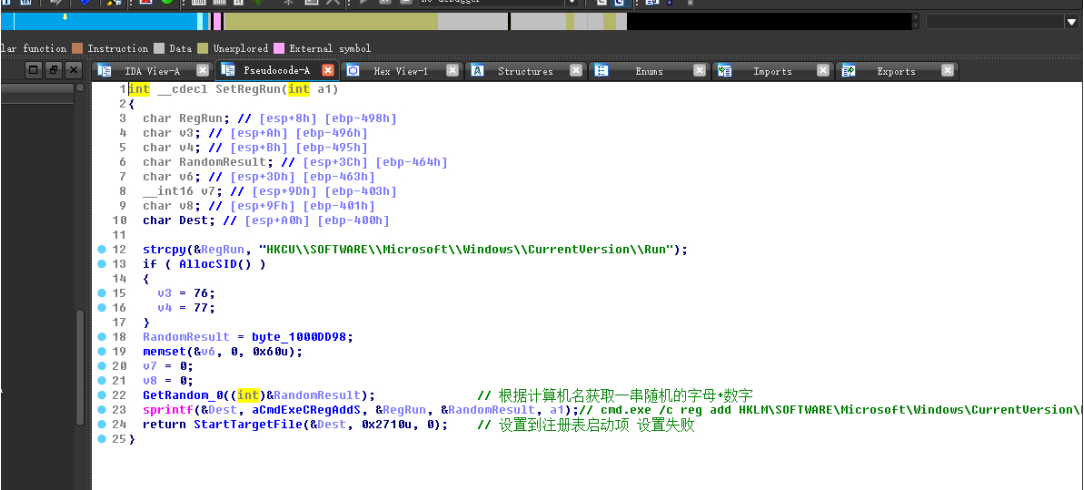 lar function Instruction Data Unexplored External symbol
IDA View-A Pseudocode-A Hex View-1 Structures Enums Imports Exports
1 int __cdecl SetRegRun(int a1)
2 {
3 char RegRun; // [esp+8h] [ebp-498h]
4 char v3; // [esp+Ah] [ebp-496h]
5 char v4; // [esp+Bh] [ebp-495h]
6 char RandomResult; // [esp+3Ch] [ebp-464h]
7 char v6; // [esp+3Dh] [ebp-463h]
8 __int16 v7; // [esp+9Dh] [ebp-403h]
9 char v8; // [esp+9Fh] [ebp-401h]
10 char Dest; // [esp+A0h] [ebp-400h]
11
12 strcpy(&RegRun, "HKCU\\SOFTWARE\\Microsoft\\Windows\\CurrentVersion\\Run");
13 if ( AllocSID() )
14 {
15 v3 = 76;
16 v4 = 77;
17 }
18 RandomResult = byte_1000DD98;
19 memset(&v6, 0, 0x60u);
20 v7 = 0;
21 v8 = 0;
22 GetRandom_0((int)&RandomResult); // 根据计算机名获取一串随机的字母+数字
23 sprintf(&Dest, aCmdExeCRegAddS, &RegRun, &RandomResult, a1);// cmd.exe /c reg add HKLM\SOFTWARE\Microsoft\Windows\CurrentVersion\
24 return StartTargetFile(&Dest, 0x2710u, 0); // 设置到注册表启动项 设置失败
25 }